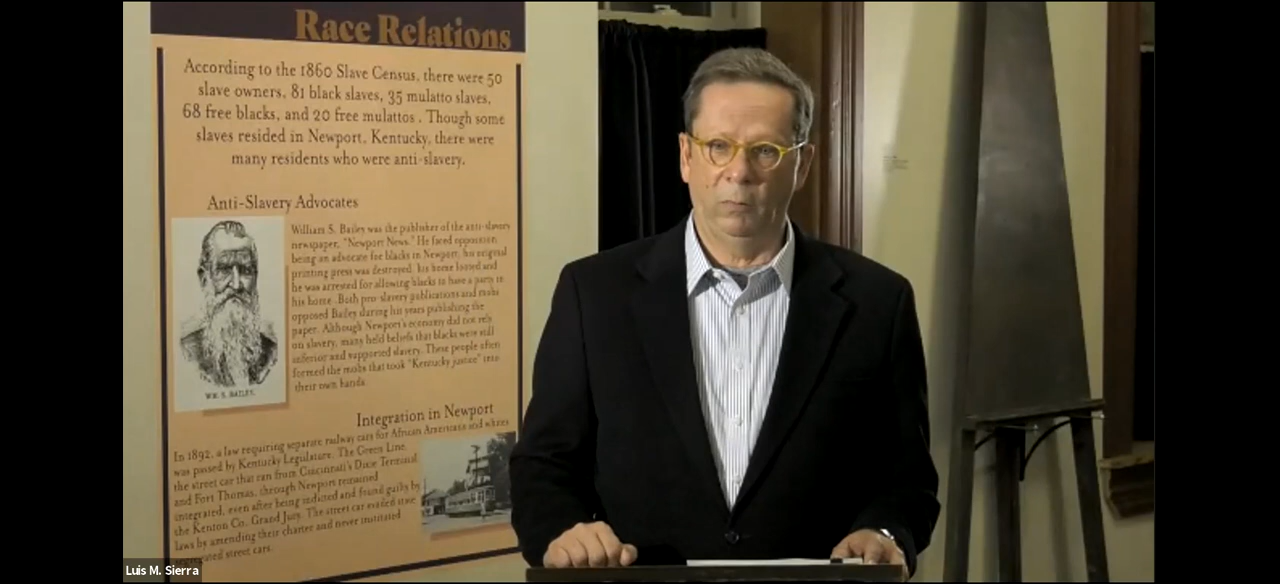 Race Relations
According to the 1860 Slave Census, there were 50
slave owners, 81 black slaves, 35 mulatto slaves,
68 free blacks, and 20 free mulattos . Though some
slaves resided in Newport, Kentucky, there were
many residents who were anti-slavery.
Anti-Slavery Advocates
William S. Bailey was the publisher of the anti-slavery
newspaper, "Newport News." He faced opposition
being an advocate for blacks in Newport; his original
printing press was destroyed, his home looted and
he was arrested for allowing blacks to have a party in
his home. Both pro-slavery publications and mobs
opposed Bailey during his years publishing the
paper. Although Newport's economy did not rely
on slavery, many held beliefs that blacks were still
inferior and supported slavery. These people often
formed the mobs that took "Kentucky justice" into
their own hands.
WM. S. BAILEY.
Integration in Newport
In 1892, a law requiring separate railway cars for African Americans and whites
was passed by Kentucky Legislature. The Green Line,
the street car that ran from Cincinnati's Dixie Terminal
and Fort Thomas, through Newport remained
integrated, even after being indicted and found guilty by
the Kenton Co. Grand Jury. The street car evaded state
laws by amending their charter and never instituted
street cars.
Luis M. Sierra